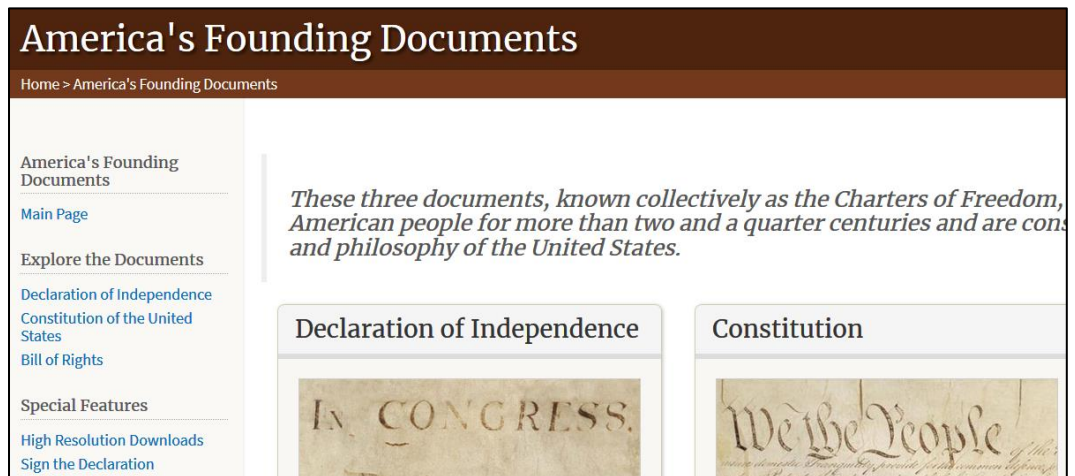 America's Founding Documents
Home > America's Founding Documents
America's Founding
Documents
Main Page
Explore the Documents
Declaration of Independence
Constitution of the United
States
Bill of Rights
Special Features
High Resolution Downloads
Sign the Declaration
These three documents, known collectively as the Charters of Freedom,
American people for more than two and a quarter centuries and are cons
and philosophy of the United States.
Declaration of Independence
In CONGRESS.
Constitution
We the People